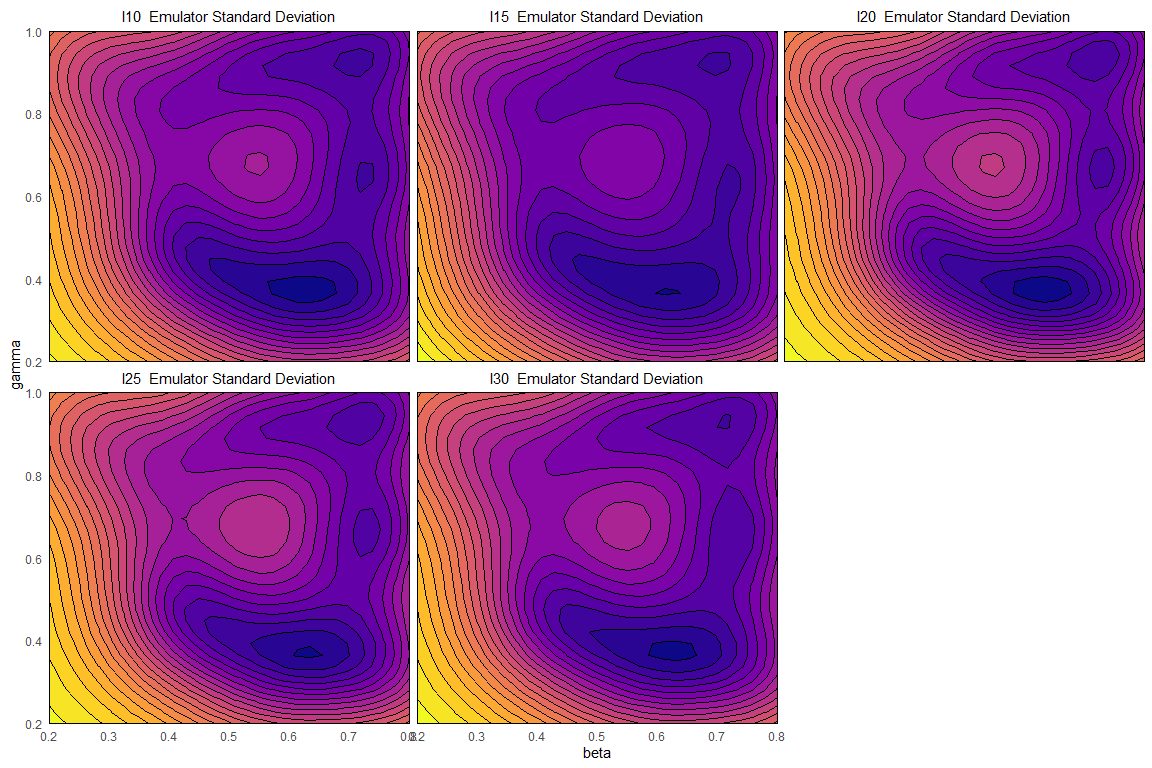 I10 Emulator Standard Deviation
I15 Emulator Standard Deviation
I20 Emulator Standard Deviation
1.0
0.8
0.6
0.4
0.2
gamma
I25 Emulator Standard Deviation
I30 Emulator Standard Deviation
1.0
0.8
0.6
0.4
0.2
0.2 0.3 0.4 0.5 0.6 0.7 0.8
0.2 0.3 0.4 0.5 0.6 0.7 0.8
beta